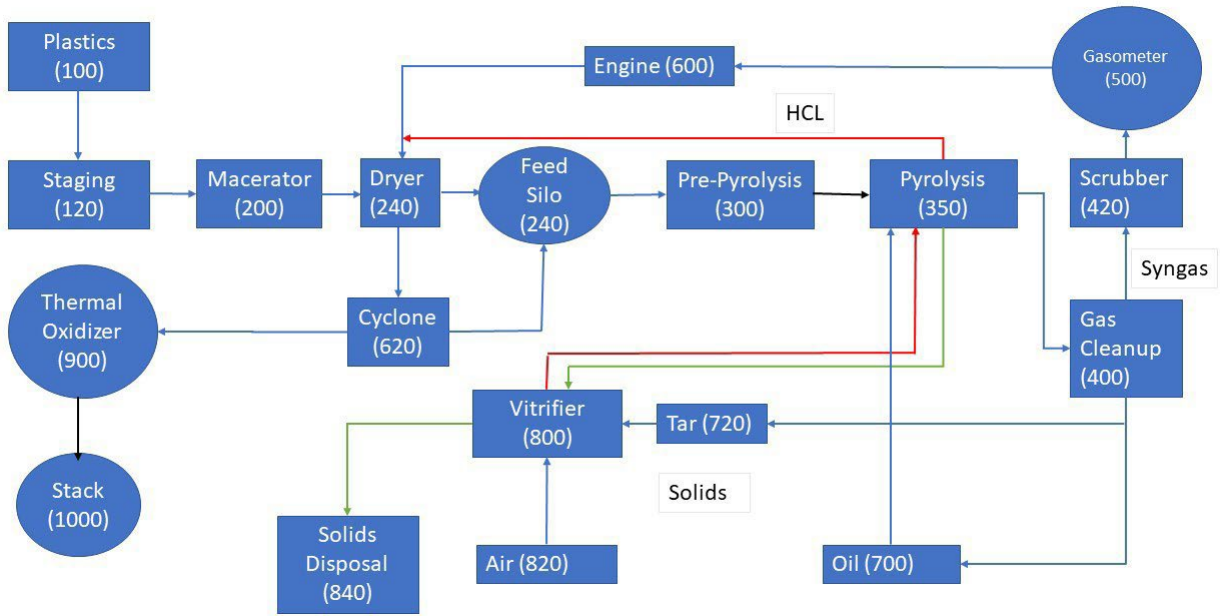 Plastics
(100)
Engine (600)
Gasometer
(500)
HCL
Staging
(120)
Macerator
(200)
Dryer
(240)
Feed
Silo
(240)
Pre-Pyrolysis
(300)
Pyrolysis
(350)
Scrubber
(420)
Syngas
Thermal
Oxidizer
(900)
Cyclone
(620)
Gas
Cleanup
(400)
Vitrifier
(800)
Tar (720)
Solids
Stack
(1000)
Solids
Disposal
(840)
Air (820)
Oil (700)